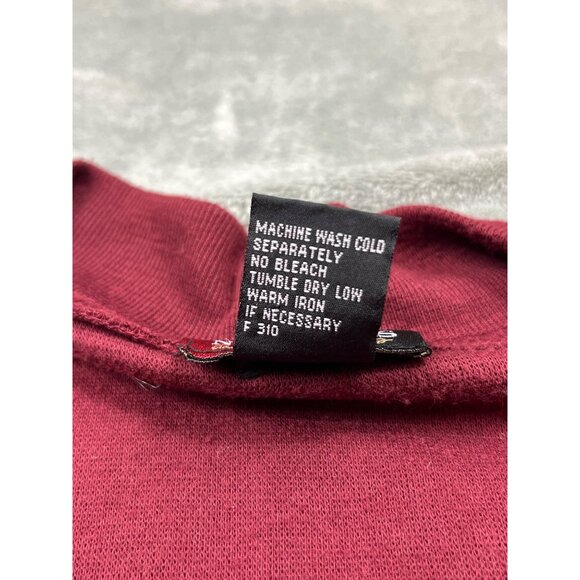 MACHINE WASH COLD
SEPARATELY
NO BLEACH
TUMBLE DRY LOW
WARM IRON
IF NECESSARY
F 310